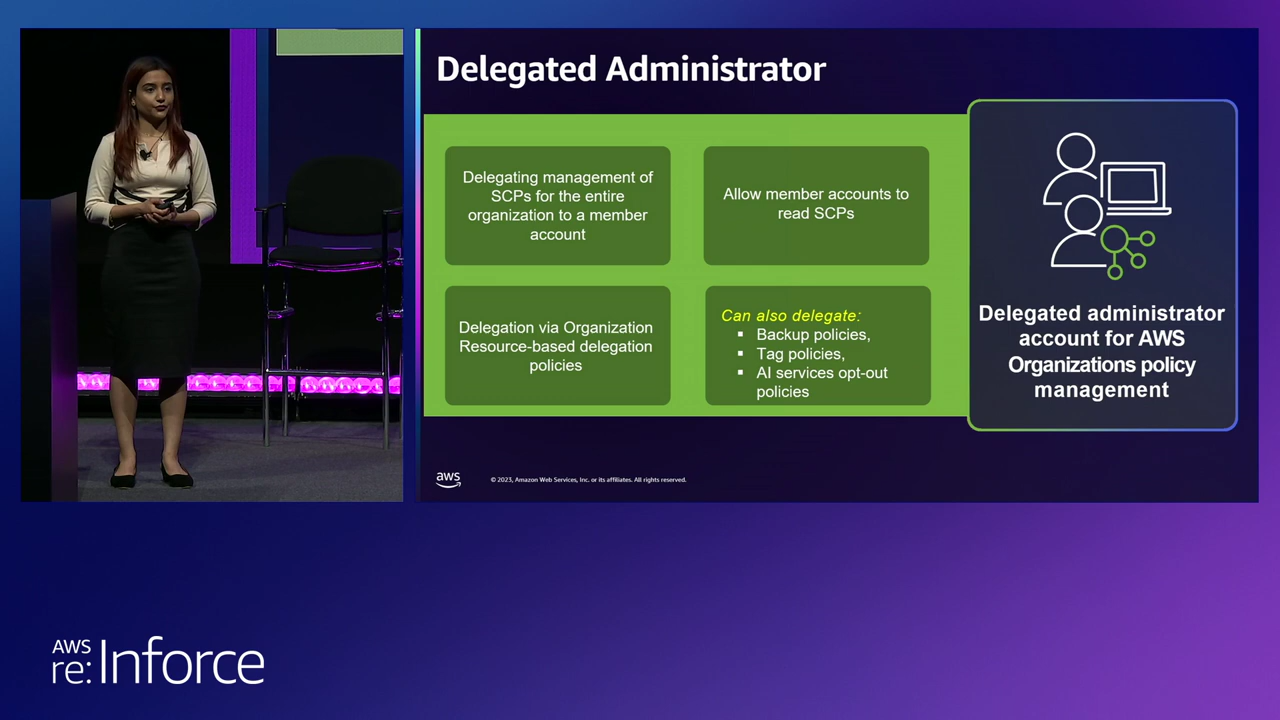 Delegated Administrator
Delegating management of
SCPs for the entire
organization to a member
account
Allow member accounts to
read SCPs
Delegation via Organization
Resource-based delegation
policies
Can also delegate:
▪ Backup policies,
▪ Tag policies,
▪ AI services opt-out
policies
Delegated administrator
account for AWS
Organizations policy
management
aws
© 2023, Amazon Web Services, Inc. or its affiliates. All rights reserved.
AWS
re:Inforce